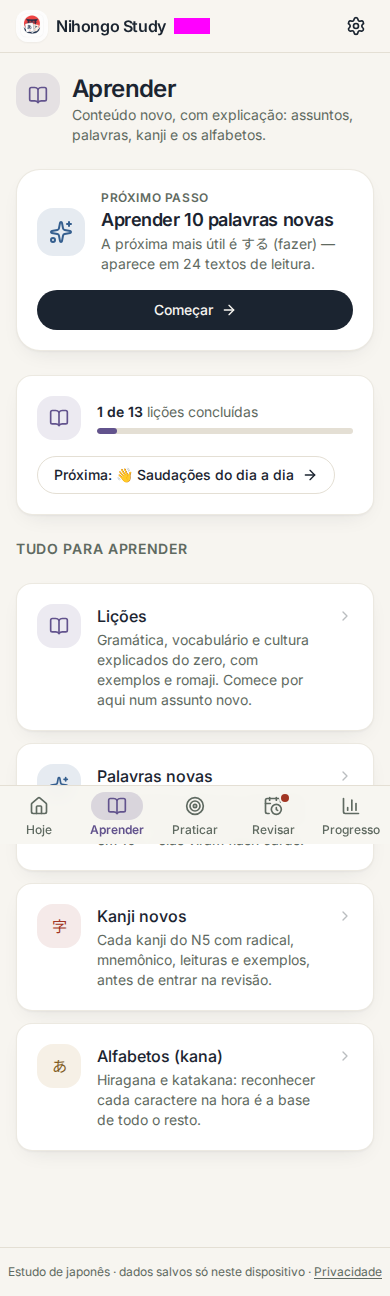 Nihongo Study
Aprender
Conteúdo novo, com explicação: assuntos,
palavras, kanji e os alfabetos.
PRÓXIMO PASSO
Aprender 10 palavras novas
A próxima mais útil é する (fazer) —
aparece em 24 textos de leitura.
Começar
1 de 13 lições concluídas
Próxima: 👋 Saudações do dia a dia
TUDO PARA APRENDER
Lições
Gramática, vocabulário e cultura
explicados do zero, com
exemplos e romaji. Comece por
aqui num assunto novo.
Palavras novas
Hoje
Aprender
Praticar
Revisar
Progresso
字
Kanji novos
Cada kanji do N5 com radical,
mnemônico, leituras e exemplos,
antes de entrar na revisão.
あ
Alfabetos (kana)
Hiragana e katakana: reconhecer
cada caractere na hora é a base
de todo o resto.
Estudo de japonês · dados salvos só neste dispositivo · Privacidade